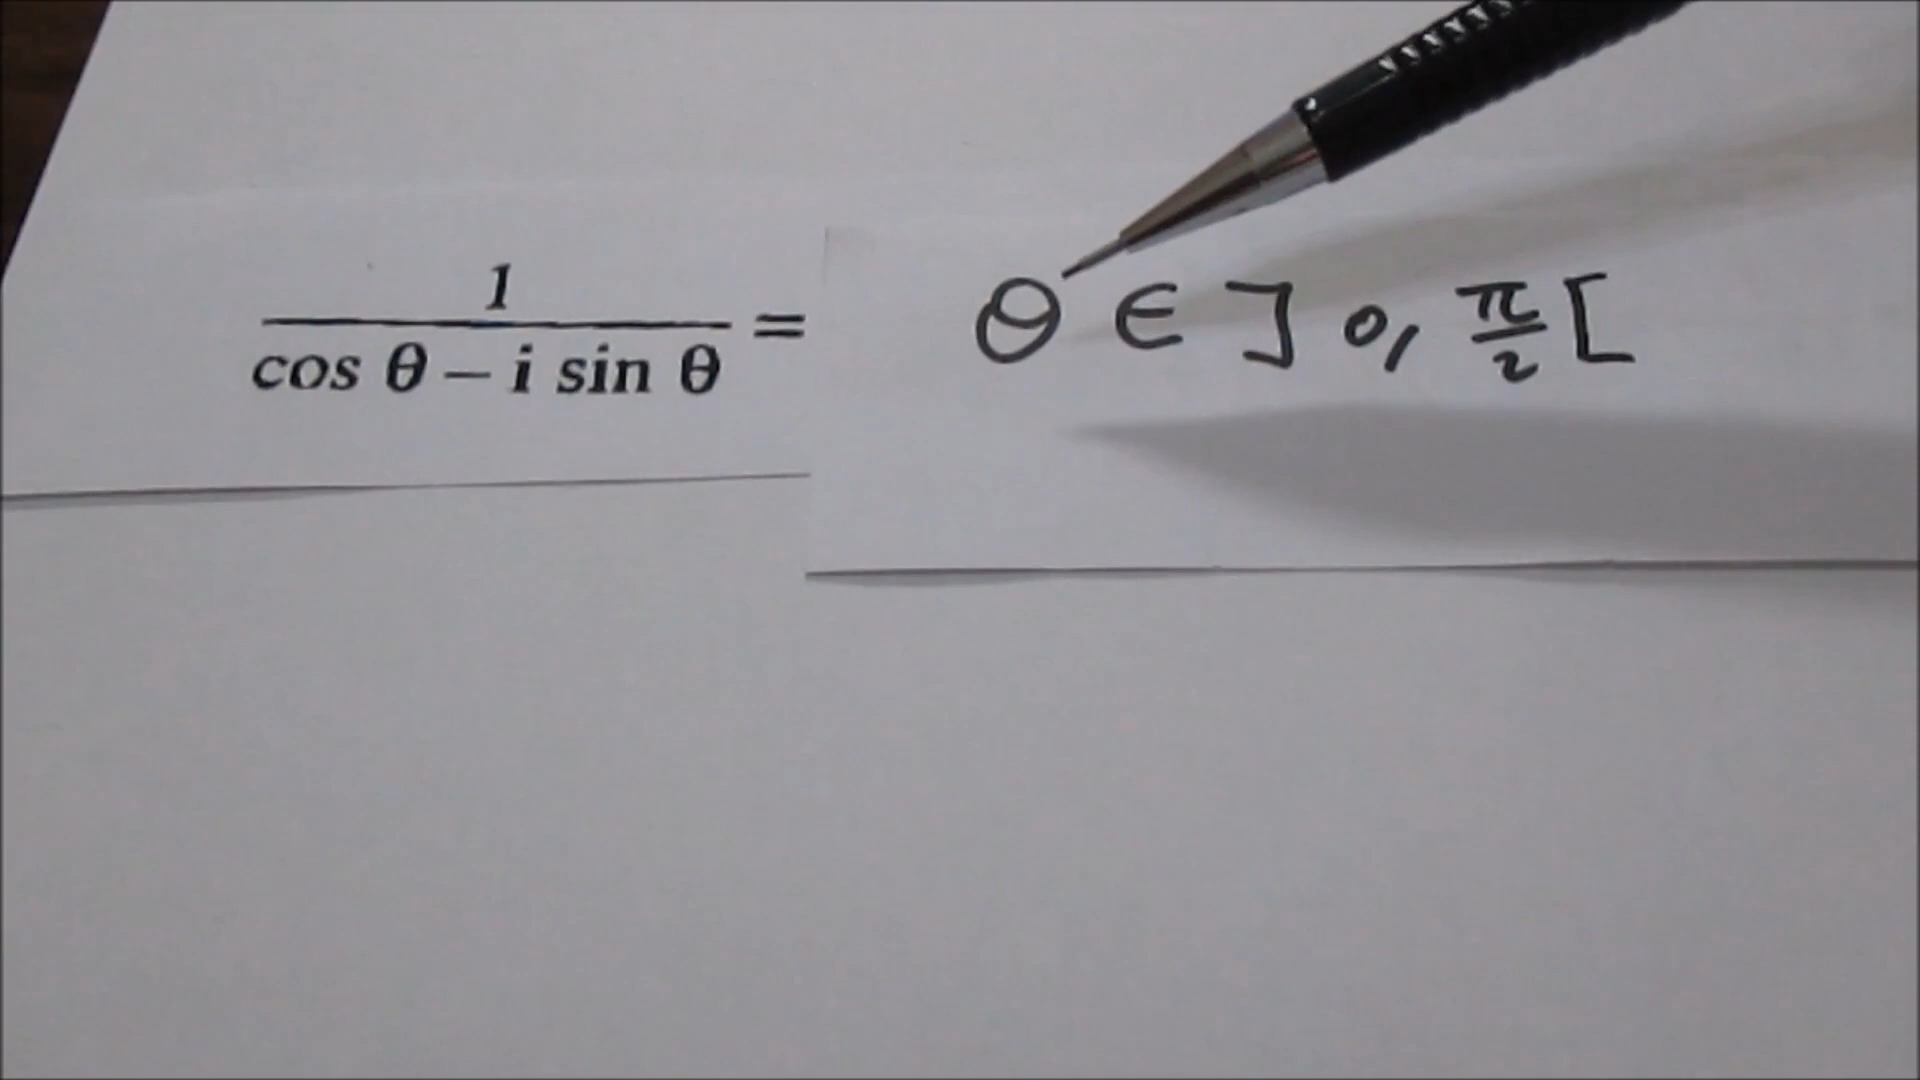 1/(cos θ – i sin θ) = θ ∈ ]0, π/2[